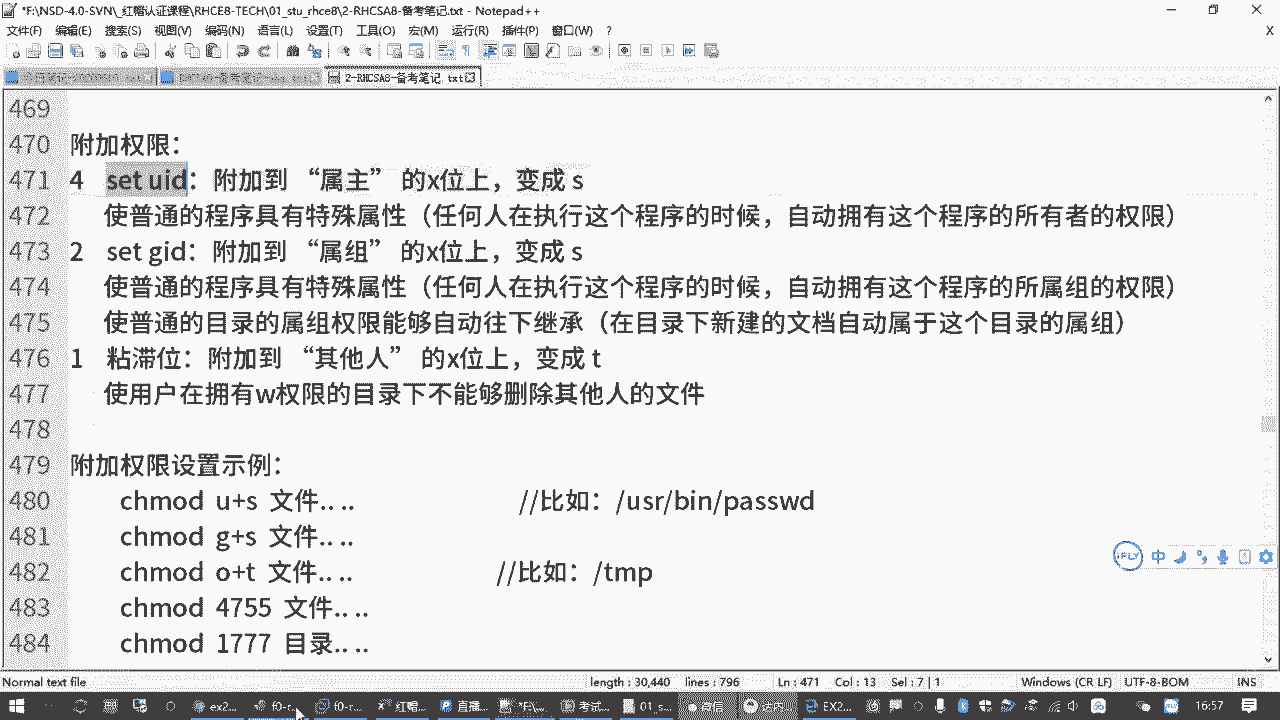 *F:\NSD-4.0-SVN\_红帽认证课程\RHCE8-TECH\01_stu_rhce8\2-RHCSA8-备考笔记.txt - Notepad++
文件(F) 编辑(E) 搜索(S) 视图(V) 编码(N) 语言(L) 设置(T) 工具(O) 宏(M) 运行(R) 插件(P) 窗口(W) ? X
2-RHCSA8-备考笔记.txt
469
470 附加权限：
471 4 set uid：附加到 “属主” 的x位上，变成 s
472 使普通的程序具有特殊属性（任何人在执行这个程序的时候，自动拥有这个程序的所有者的权限）
473 2 set gid：附加到 “属组” 的x位上，变成 s
474 使普通的程序具有特殊属性（任何人在执行这个程序的时候，自动拥有这个程序的所属组的权限）
475 使普通的目录的属组权限能够自动往下继承（在目录下新建的文档自动属于这个目录的属组）
476 1 粘滞位：附加到 “其他人” 的x位上，变成 t
477 使用户在拥有w权限的目录下不能够删除其他人的文件
478
479 附加权限设置示例：
480 chmod u+s 文件.. .. //比如：/usr/bin/passwd
481 chmod g+s 文件.. ..
482 chmod o+t 文件.. .. //比如：/tmp
483 chmod 4755 文件.. ..
484 chmod 1777 目录.. ..
iFLY 中
Normal text file length : 30,440 lines : 796 Ln : 471 Col : 13 Sel : 7 | 1 Windows (CR LF) UTF-8-BOM INS
ex2... f0-r... f0-r... 红帽... 直播... *F:\... 考试... 01_s... 微信 EX2... 16:57